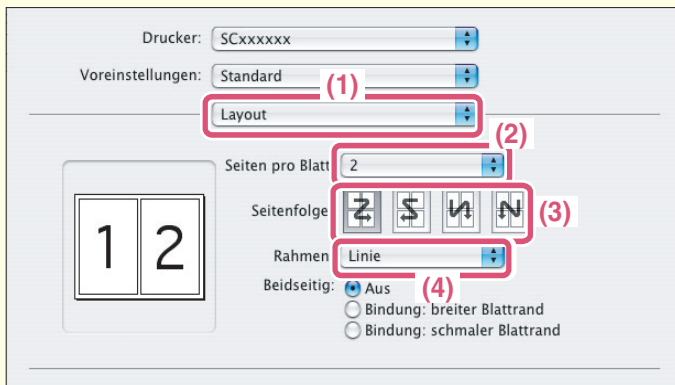 Drucker: SCxxxxxx
Voreinstellungen: Standard
(1)
Layout
(2)
Seiten pro Blatt 2
Seitenfolge (3)
Rahmen Linie
Beidseitig: Aus (4)
Bindung: breiter Blattrand
Bindung: schmaler Blattrand
1 2